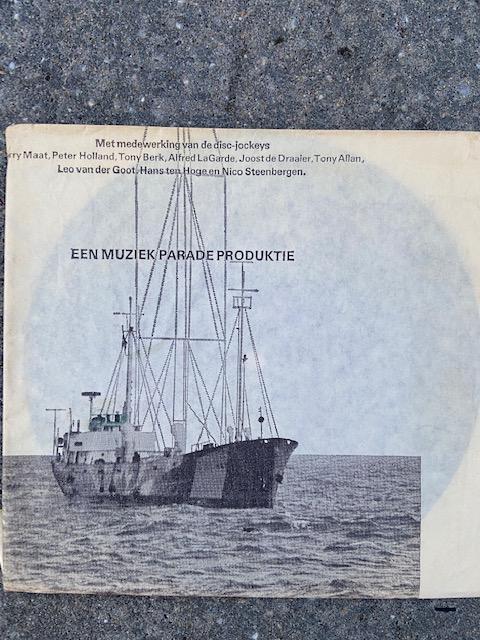 Met medewerking van de disc-jockeys
rry Maat, Peter Holland, Tony Berk, Alfred LaGarde, Joost de Draaier, Tony Allan,
Leo van der Goot, Hans ten Hoge en Nico Steenbergen.
EEN MUZIEK PARADE PRODUKTIE